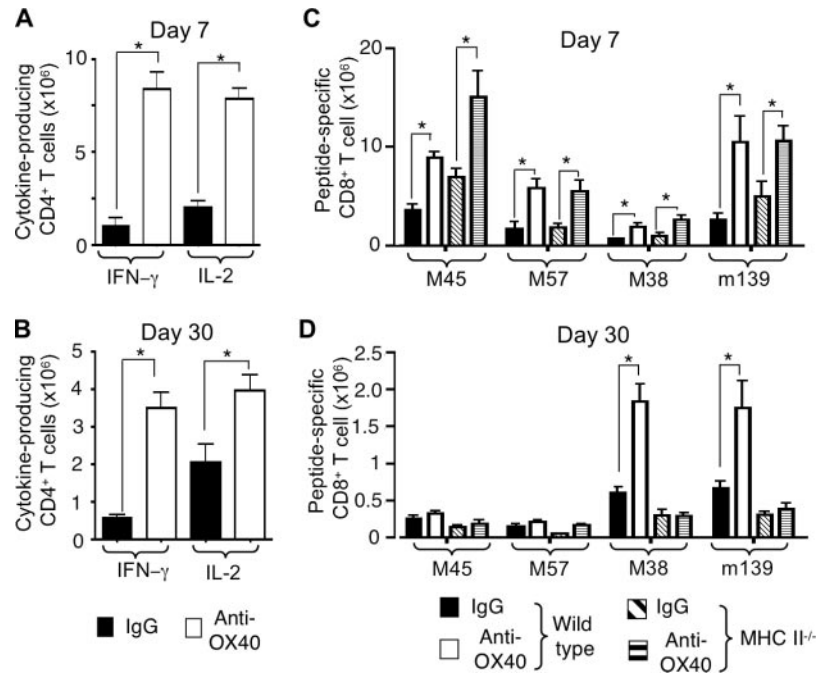 A
Day 7
Cytokine-producing
CD4+ T cells (x10⁶)
10
7.5
5
2.5
0
*
*
IFN–γ
IL-2
B
Day 30
Cytokine-producing
CD4+ T cells (x10⁶)
5
4
3
2
1
0
*
*
IFN–γ
IL-2
IgG
Anti-
OX40
C
Day 7
Peptide-specific
CD8⁺ T cell (x10⁶)
20
10
0
*
*
*
*
*
*
*
*
M45
M57
M38
m139
D
Day 30
Peptide-specific
CD8⁺ T cell (x10⁶)
2.5
2.0
1.5
1
0.5
0
*
*
M45
M57
M38
m139
IgG
Anti-
OX40
Wild
type
IgG
Anti-
OX40
MHC II⁻/⁻